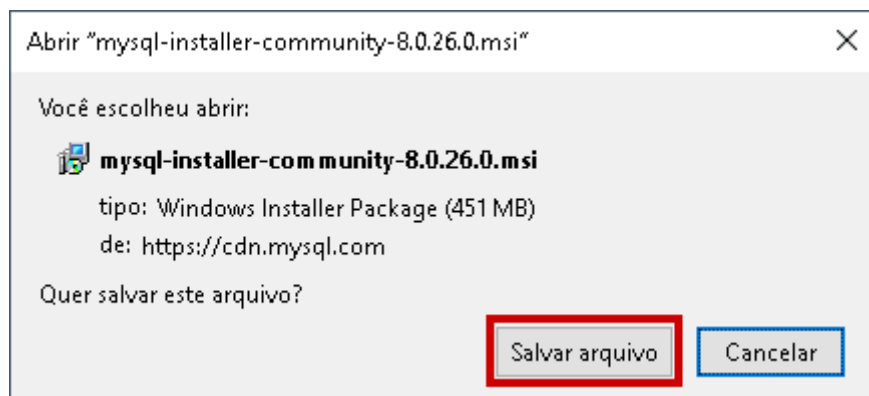 Abrir "mysql-installer-community-8.0.26.0.msi"
Você escolheu abrir:
mysql-installer-community-8.0.26.0.msi
tipo: Windows Installer Package (451 MB)
de: https://cdn.mysql.com
Quer salvar este arquivo?
Salvar arquivo Cancelar